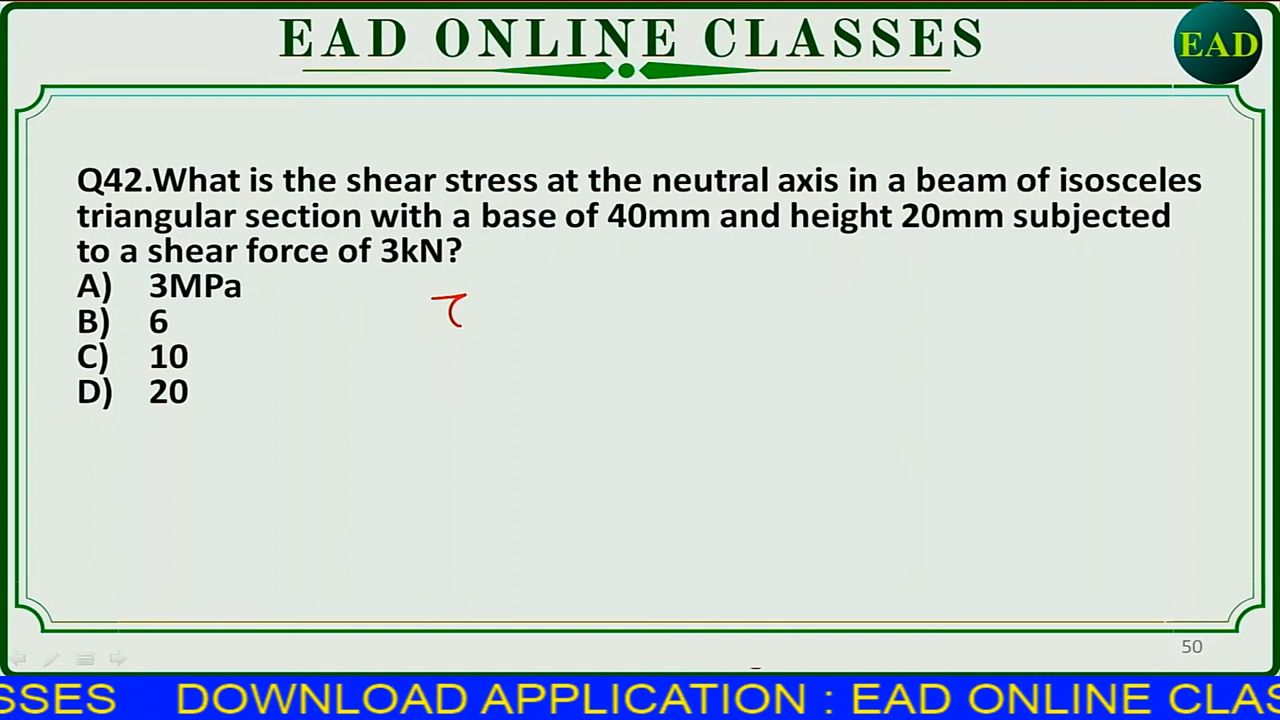 EAD ONLINE CLASSES
EAD
Q42.What is the shear stress at the neutral axis in a beam of isosceles
triangular section with a base of 40mm and height 20mm subjected
to a shear force of 3kN?
A) 3MPa
B) 6
C) 10
D) 20
50
SSES DOWNLOAD APPLICATION : EAD ONLINE CLAS